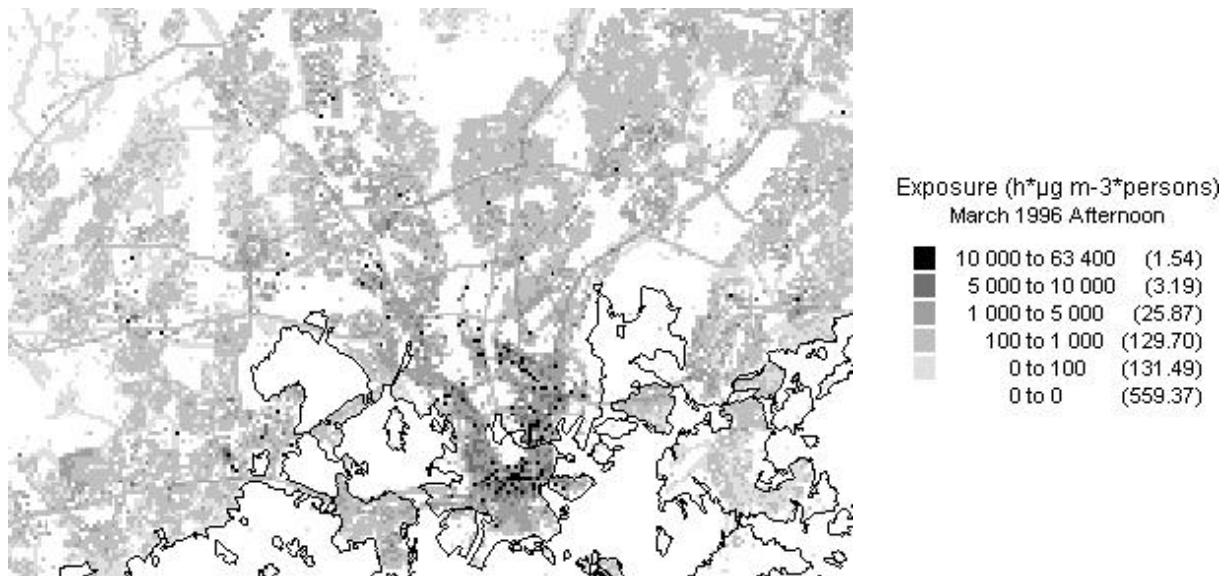 Exposure (h*µg m-3*persons)
March 1996 Afternoon
10 000 to 63 400 (1.54)
5 000 to 10 000 (3.19)
1 000 to 5 000 (25.87)
100 to 1 000 (129.70)
0 to 100 (131.49)
0 to 0 (559.37)